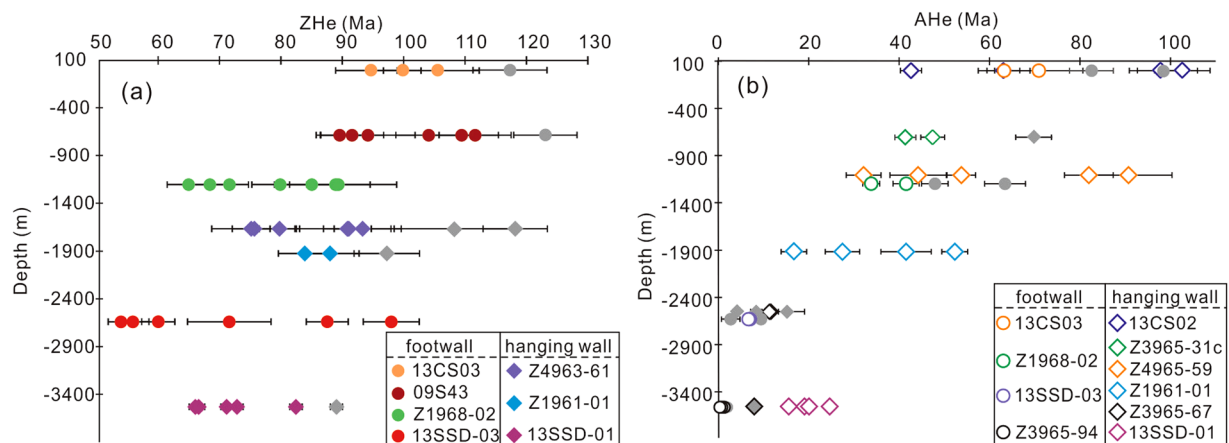 ZHe (Ma)
50 60 70 80 90 100 110 120 130
(a)
Depth (m)
100
-400
-900
-1400
-1900
-2400
-2900
-3400
footwall hanging wall
13CS03 Z4963-61
09S43
Z1968-02 Z1961-01
13SSD-03 13SSD-01
AHe (Ma)
0 20 40 60 80 100
(b)
Depth (m)
100
-400
-900
-1400
-1900
-2400
-2900
-3400
footwall hanging wall
13CS03 13CS02
Z3965-31c
Z1968-02 Z4965-59
Z1961-01
13SSD-03 Z3965-67
Z3965-94 13SSD-01